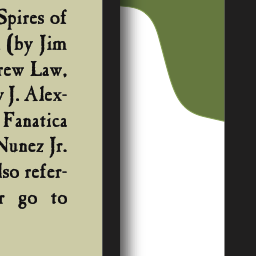 Spires of
(by Jim
rew Law,
y J. Alex-
Fanatica
Nunez Jr.
lso refer-
r go to